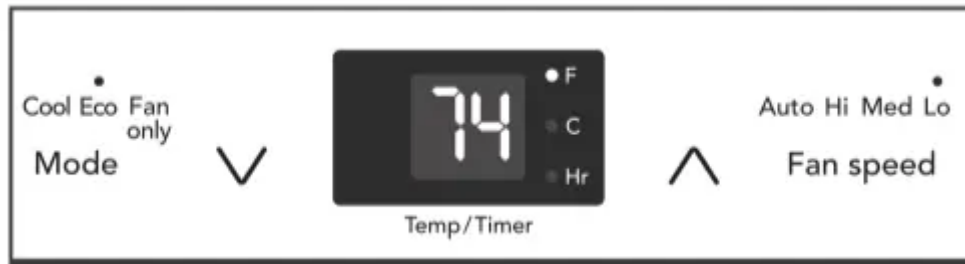 Cool Eco Fan only
Mode
74
F
C
Hr
Temp/Timer
Auto Hi Med Lo
Fan speed